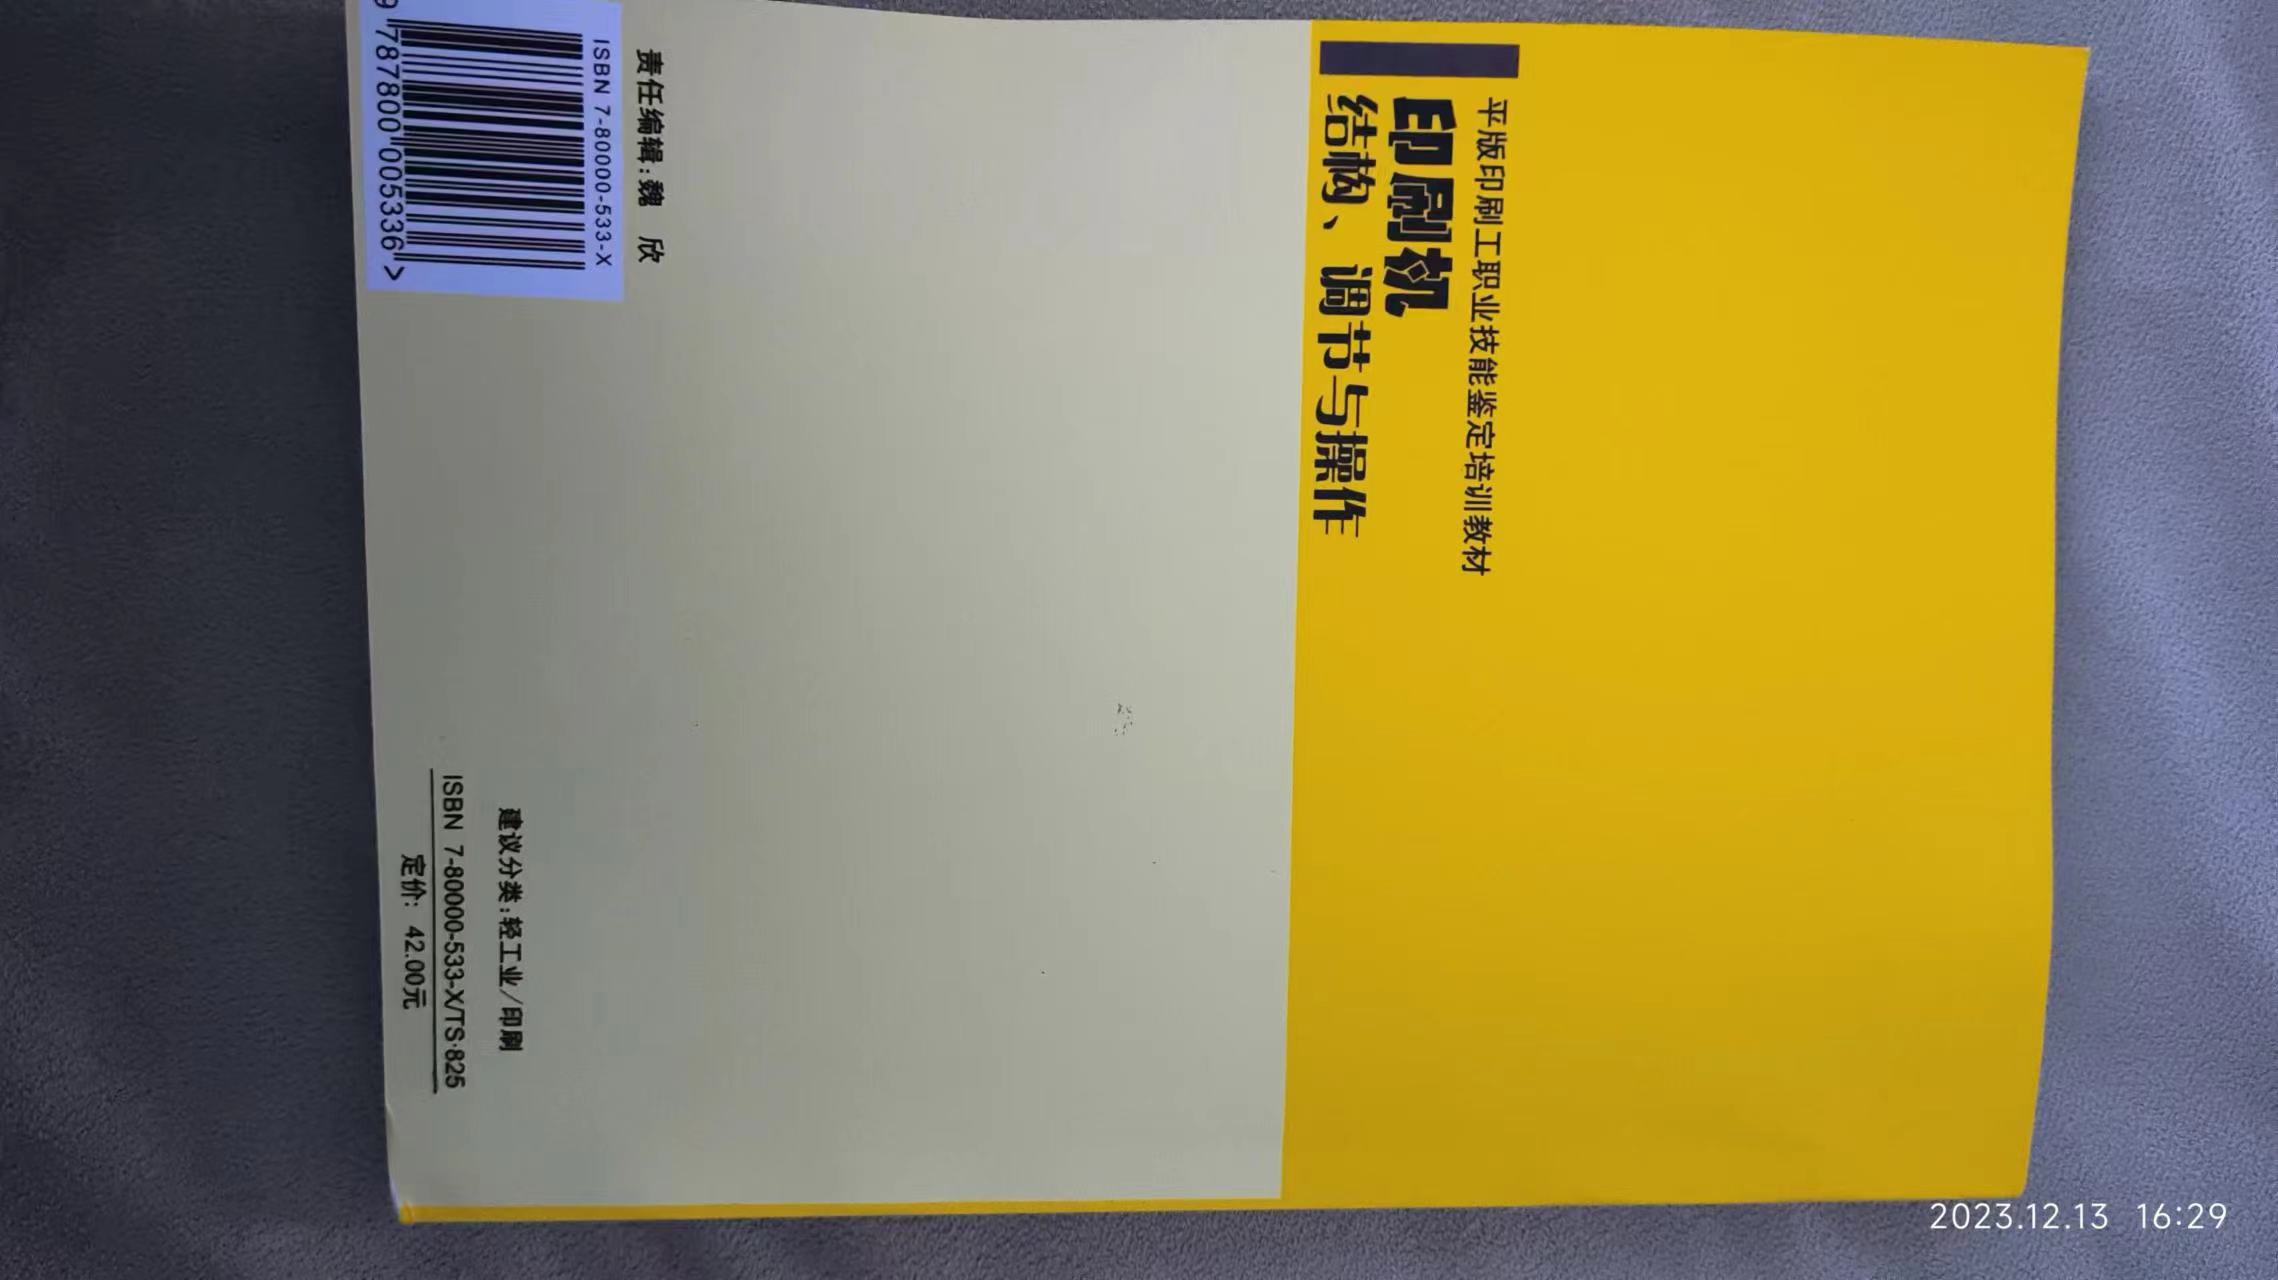 平版印刷工职业技能鉴定培训教材
印刷机
结构、调节与操作
责任编辑:魏 欣
ISBN 7-80000-533-X
9 787800 005336 >
建议分类:轻工业/印刷
ISBN 7-80000-533-X/TS·825
定价: 42.00元
2023.12.13 16:29